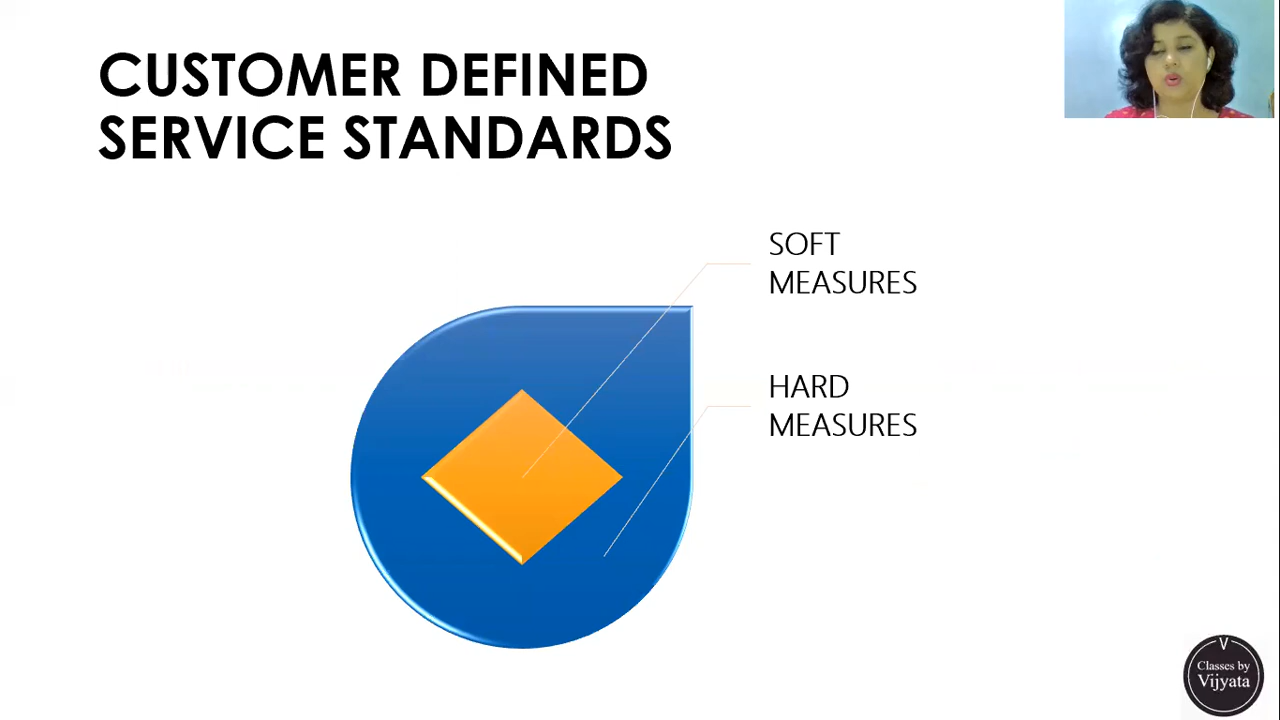 CUSTOMER DEFINED
SERVICE STANDARDS
SOFT
MEASURES
HARD
MEASURES
V
Classes by
Vijyata